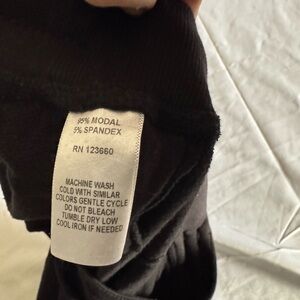 95% MODAL
5% SPANDEX
RN 123660
MACHINE WASH
COLD WITH SIMILAR
COLORS GENTLE CYCLE
DO NOT BLEACH
TUMBLE DRY LOW
COOL IRON IF NEEDED